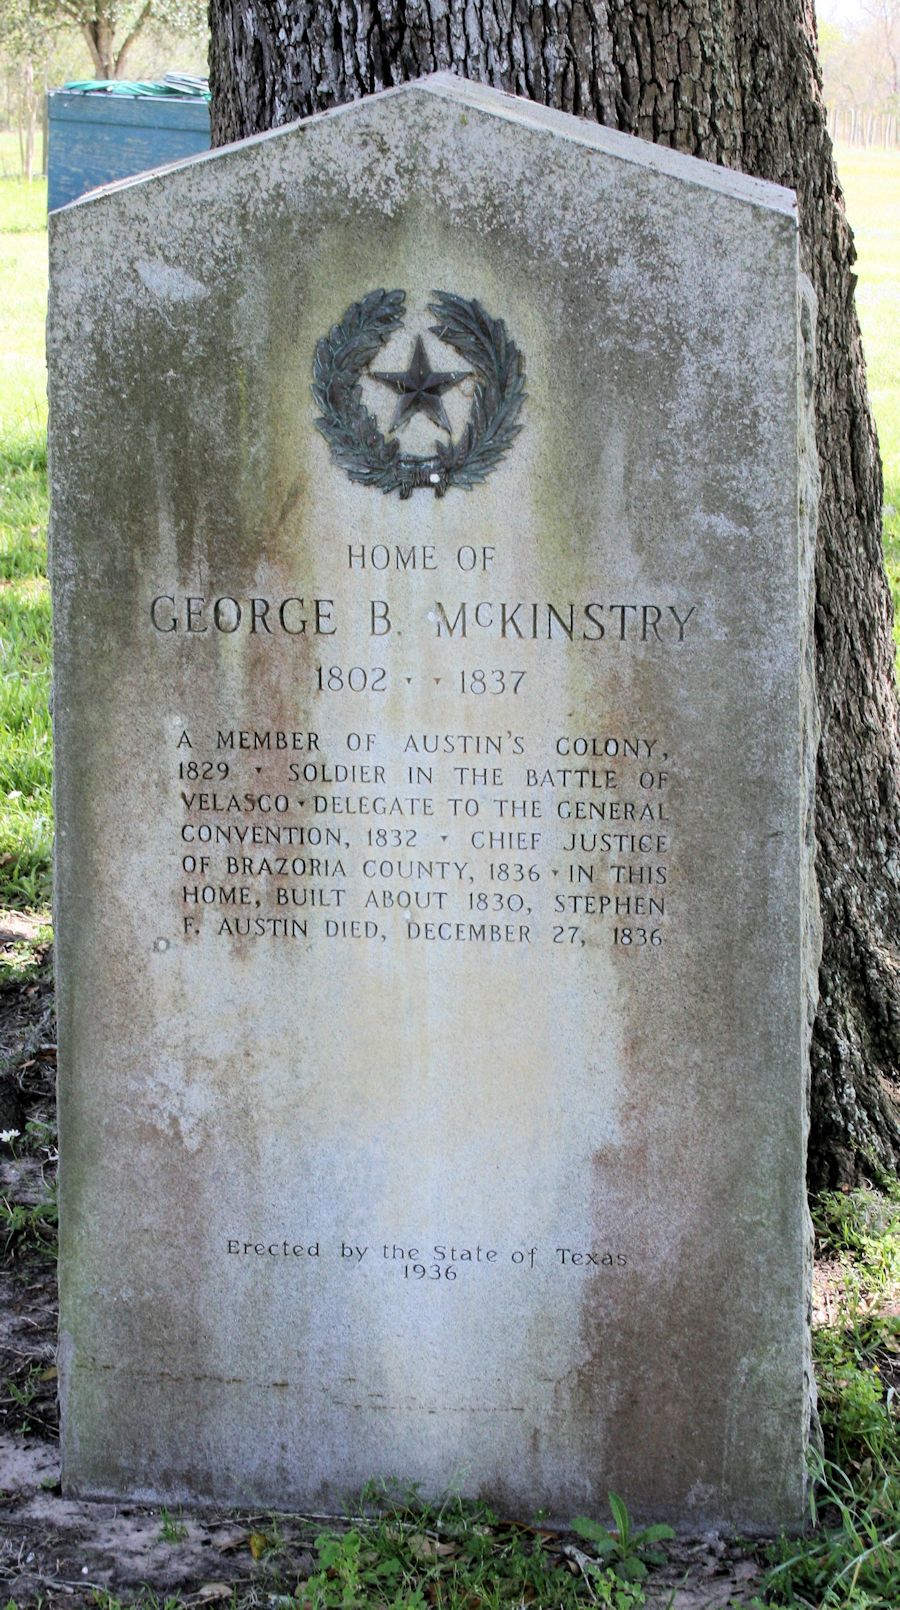 HOME OF
GEORGE B. McKINSTRY
1802 ▾ ▾ 1837
A MEMBER OF AUSTIN'S COLONY,
1829 ▾ SOLDIER IN THE BATTLE OF
VELASCO ▾ DELEGATE TO THE GENERAL
CONVENTION, 1832 ▾ CHIEF JUSTICE
OF BRAZORIA COUNTY, 1836 ▾ IN THIS
HOME, BUILT ABOUT 1830, STEPHEN
F. AUSTIN DIED, DECEMBER 27, 1836
Erected by the State of Texas
1936